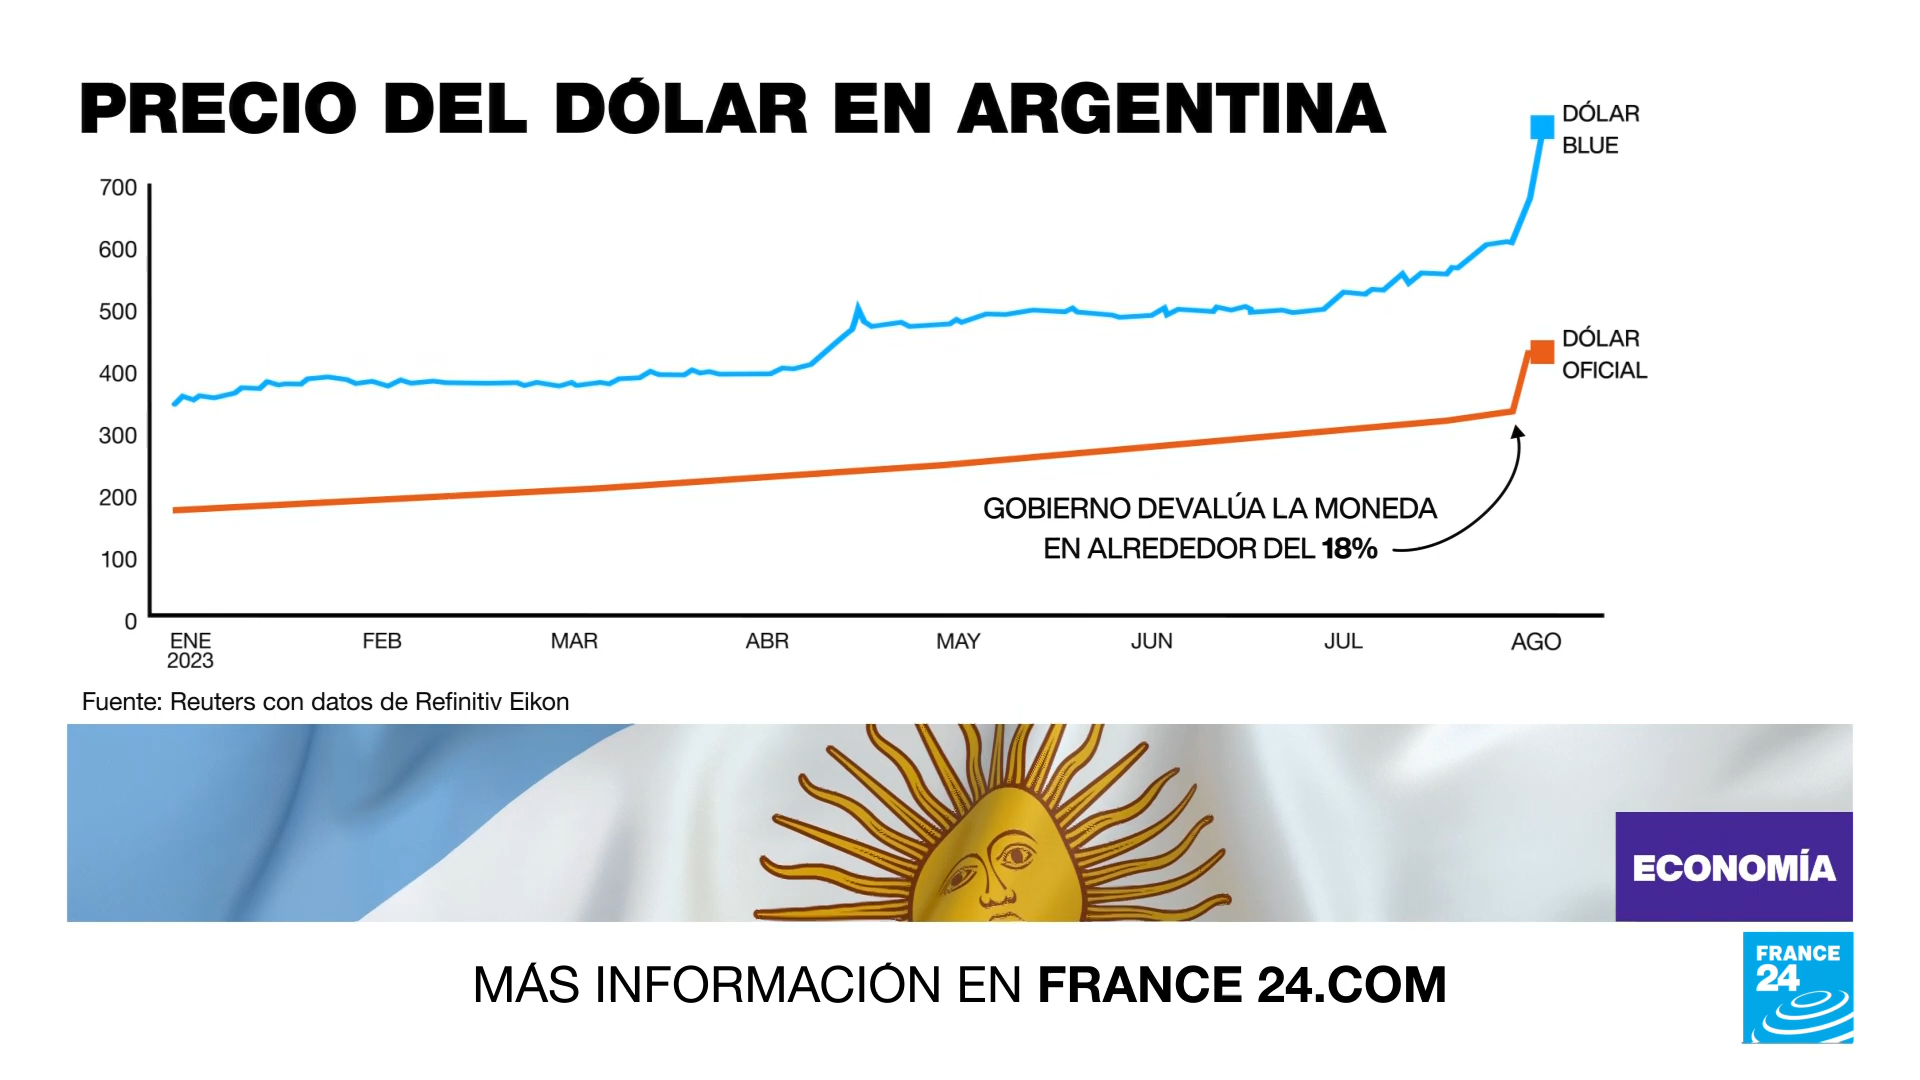 PRECIO DEL DÓLAR EN ARGENTINA
DÓLAR
BLUE
700
600
500
400
300
200
100
0
DÓLAR
OFICIAL
GOBIERNO DEVALÚA LA MONEDA
EN ALREDEDOR DEL 18%
ENE
2023
FEB
MAR
ABR
MAY
JUN
JUL
AGO
Fuente: Reuters con datos de Refinitiv Eikon
ECONOMÍA
MÁS INFORMACIÓN EN FRANCE 24.COM
FRANCE
24